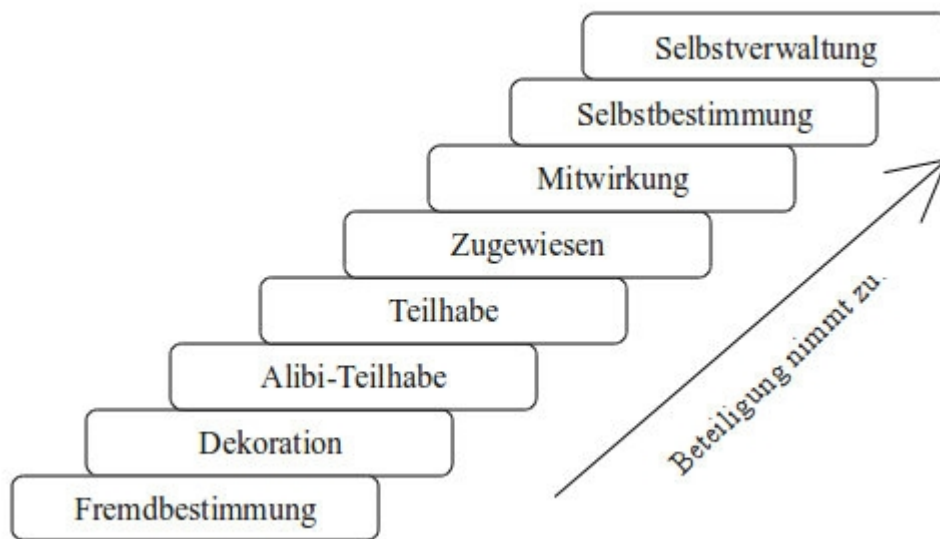 Selbstverwaltung
Selbstbestimmung
Mitwirkung
Zugewiesen
Teilhabe
Alibi-Teilhabe
Dekoration
Fremdbestimmung
Beteiligung nimmt zu.